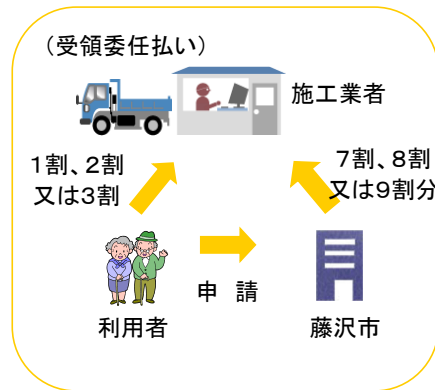 （受領委任払い）
施工業者
1割、2割
又は3割
7割、8割
又は9割分
申 請
利用者
藤沢市